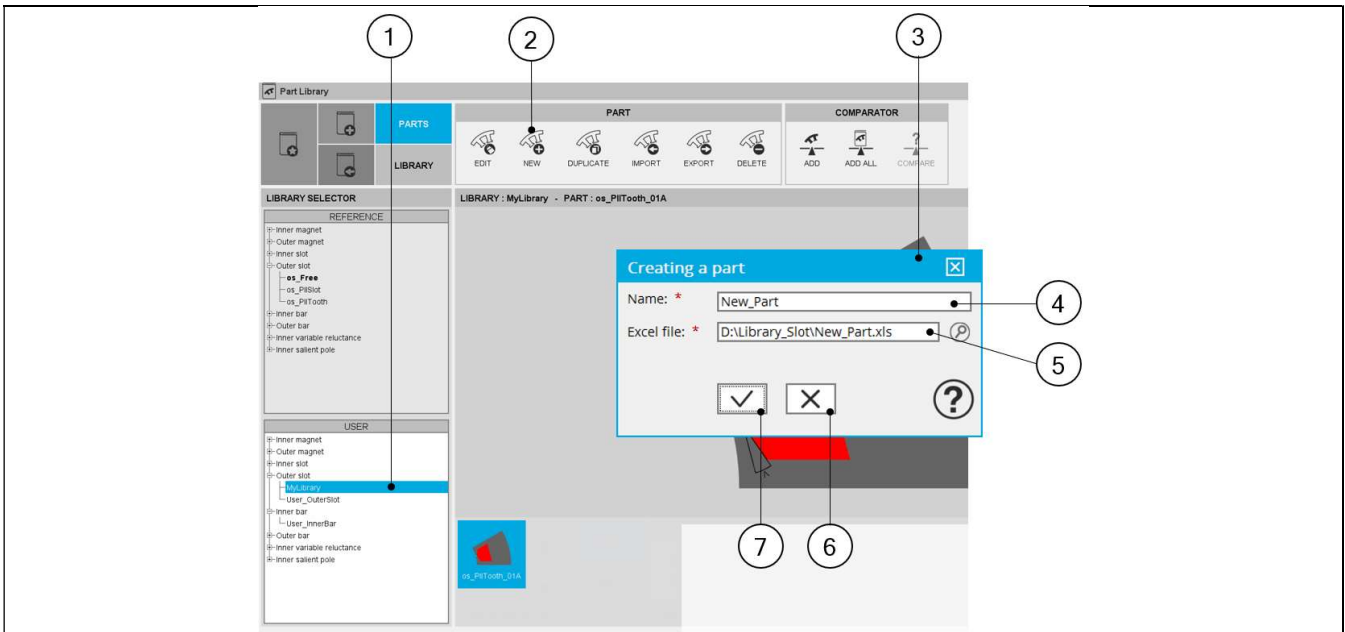 1
2
3
Part Library
PARTS
LIBRARY
PART
EDIT
NEW
DUPLICATE
IMPORT
EXPORT
DELETE
COMPARATOR
ADD
ADD ALL
COMPARE
LIBRARY SELECTOR
LIBRARY : MyLibrary - PART : os_PllTooth_01A
REFERENCE
Inner magnet
Outer magnet
Inner slot
Outer slot
os_Free
os_PllSlot
os_PllTooth
Inner bar
Outer bar
Inner variable reluctance
Inner salient pole
Creating a part
Name: *
New_Part
4
Excel file: *
D:\Library_Slot\New_Part.xls
5
?
USER
Inner magnet
Outer magnet
Inner slot
Outer slot
MyLibrary
User_OuterSlot
Inner bar
User_InnerBar
Outer bar
Inner variable reluctance
Inner salient pole
os_PllTooth_01A
7
6